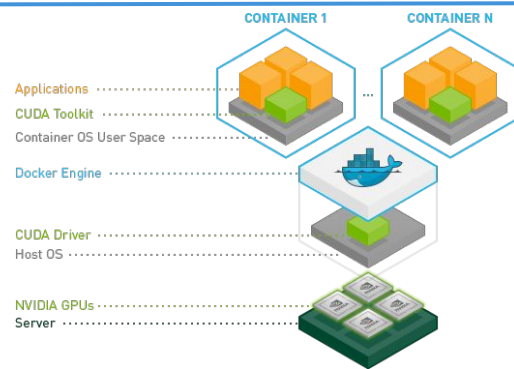 CONTAINER 1
CONTAINER N
...
Applications
CUDA Toolkit
Container OS User Space
Docker Engine
CUDA Driver
Host OS
NVIDIA GPUs
Server